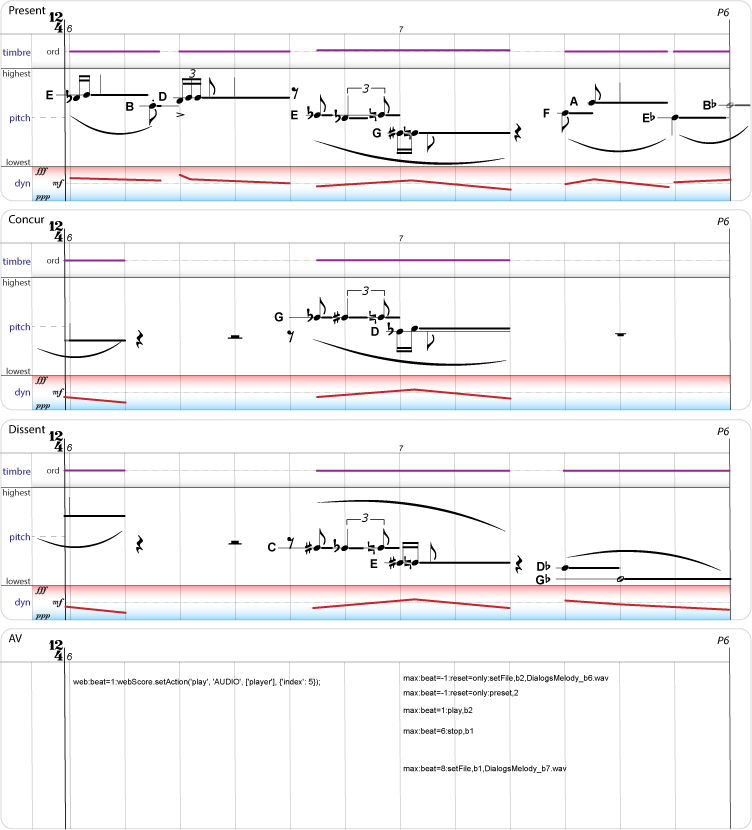 Present
P6
12
4
6
7
timbre
ord
highest
3
E
B
D
3
E
G
F
A
E♭
B♭
pitch
lowest
fff
dyn
mf
ppp
Concur
P6
12
4
6
7
timbre
ord
highest
3
G
D
pitch
lowest
fff
dyn
mf
ppp
Dissent
P6
12
4
6
7
timbre
ord
highest
3
pitch
C
E
D♭
G♭
lowest
fff
dyn
mf
ppp
AV
12
4
6
web:beat=1:webScore.setAction('play', 'AUDIO', ['player'], {'index': 5});
max:beat=-1:reset=only:setFile,b2,DialogsMelody_b6.wav
max:beat=-1:reset=only:preset,2
max:beat=1:play,b2
max:beat=6:stop,b1
max:beat=8:setFile,b1,DialogsMelody_b7.wav